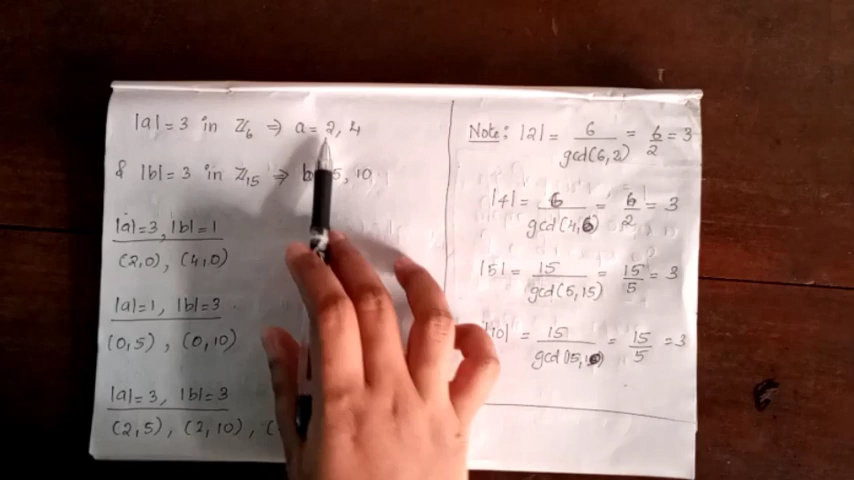 |a|=3 in ℤ₆ ⇒ a=2, 4
& |b|=3 in ℤ₁₅ ⇒ 5, 10
|a|=3, |b|=1
(2,0), (4,0)
|a|=1, |b|=3
(0,5), (0,10)
|a|=3, |b|=3
(2,5), (2,10), (
Note: |2| = 6/gcd(6,2) = 6/2 = 3
|4| = 6/gcd(4,6) = 6/2 = 3
|5| = 15/gcd(5,15) = 15/5 = 3
|10| = 15/gcd(15,10) = 15/5 = 3